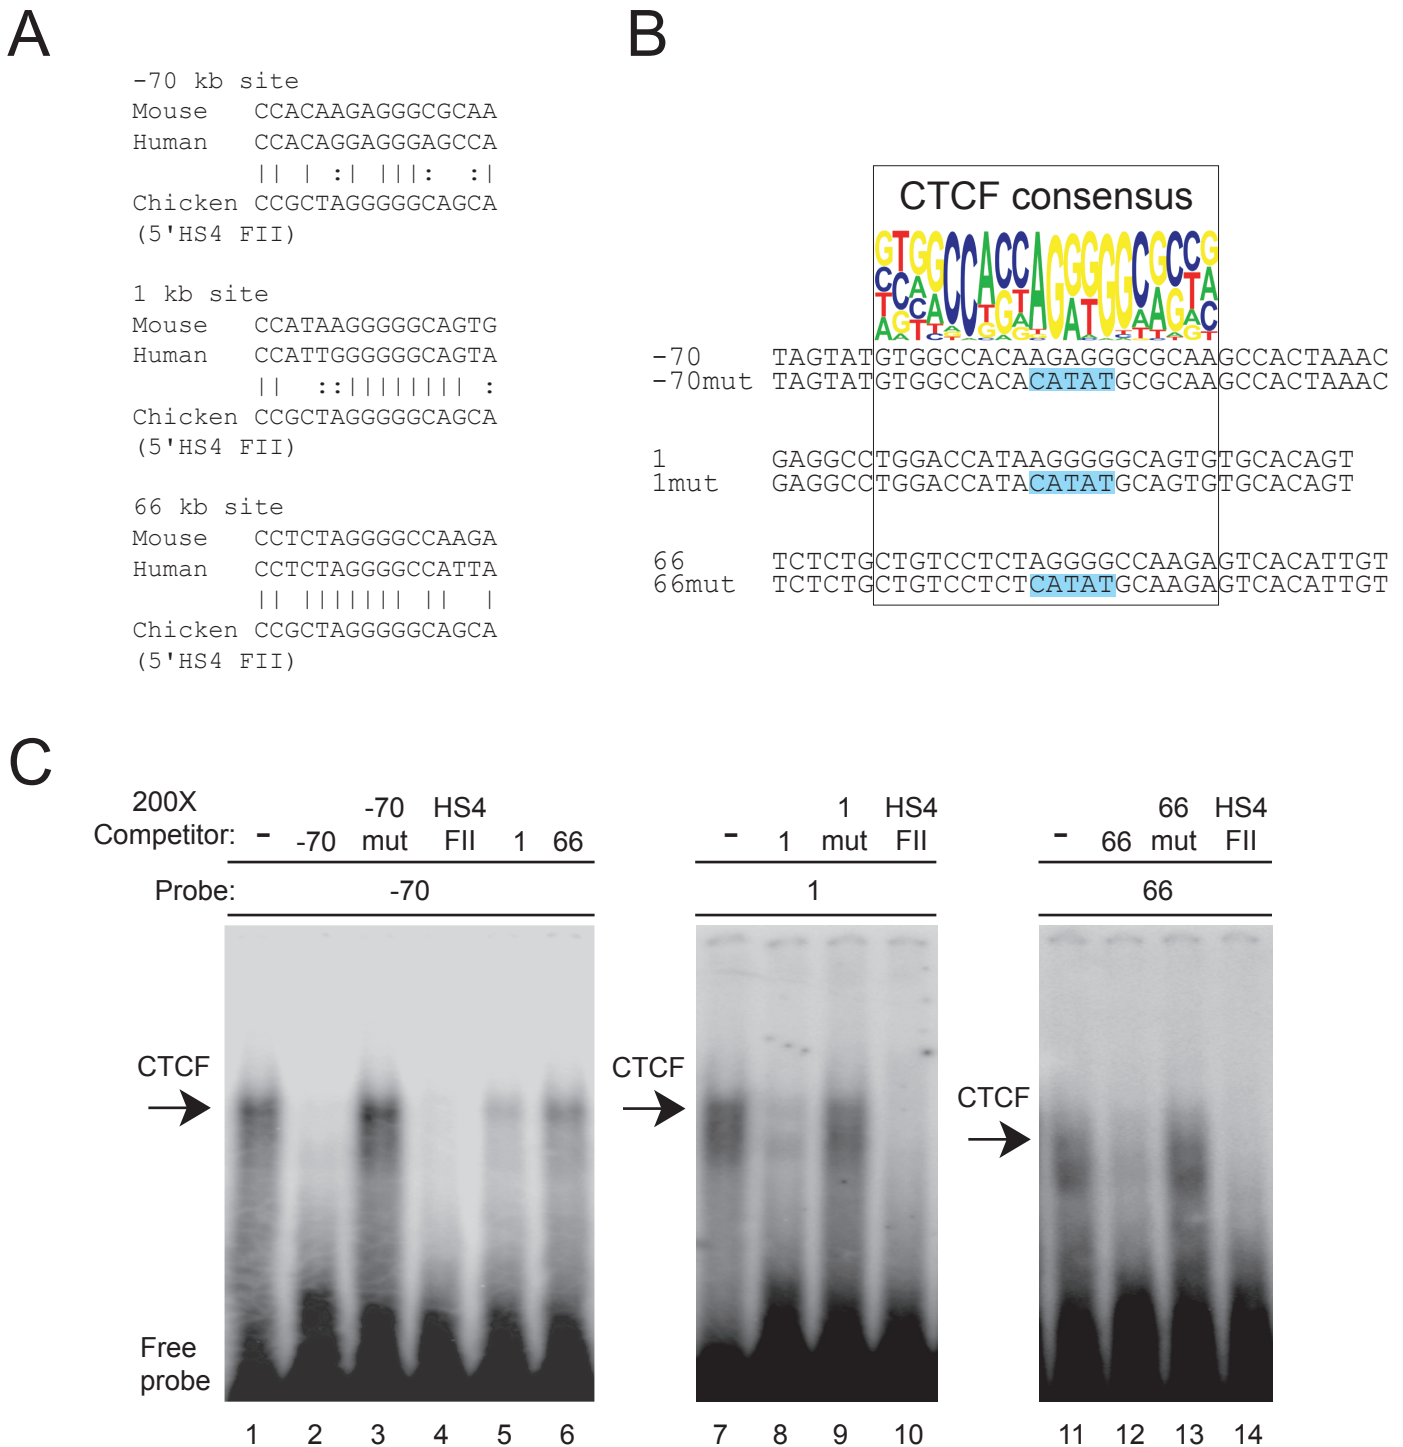 A
-70 kb site
Mouse CCACAAGAGGGCGCAA
Human CCACAGGAGGGAGCCA
|| | :| |||: :|
Chicken CCGCTAGGGGGCAGCA
(5'HS4 FII)
1 kb site
Mouse CCATAAGGGGGCAGTG
Human CCATTGGGGGGCAGTA
|| ::|||||||| :
Chicken CCGCTAGGGGGCAGCA
(5'HS4 FII)
66 kb site
Mouse CCTCTAGGGGCCAAGA
Human CCTCTAGGGGCCATTA
|| ||||||| || |
Chicken CCGCTAGGGGGCAGCA
(5'HS4 FII)
B
CTCF consensus
-70 TAGTATGTGGCCACAAGAGGGCGCAAGCCACTAAAC
-70mut TAGTATGTGGCCACACATATGCGCAAGCCACTAAAC
1 GAGGCCTGGACCATAAGGGGGCAGTGTGCACAGT
1mut GAGGCCTGGACCATACATATGCAGTGTGCACAGT
66 TCTCTGCTGTCCTCTAGGGGCCAAGAGTCACATTGT
66mut TCTCTGCTGTCCTCTCATATGCAAGAGTCACATTGT
C
200X Competitor: - -70 -70 mut HS4 FII 1 66
Probe: -70
- 1 1 mut HS4 FII
1
- 66 66 mut HS4 FII
66
CTCF
CTCF
CTCF
Free probe
1 2 3 4 5 6 7 8 9 10 11 12 13 14